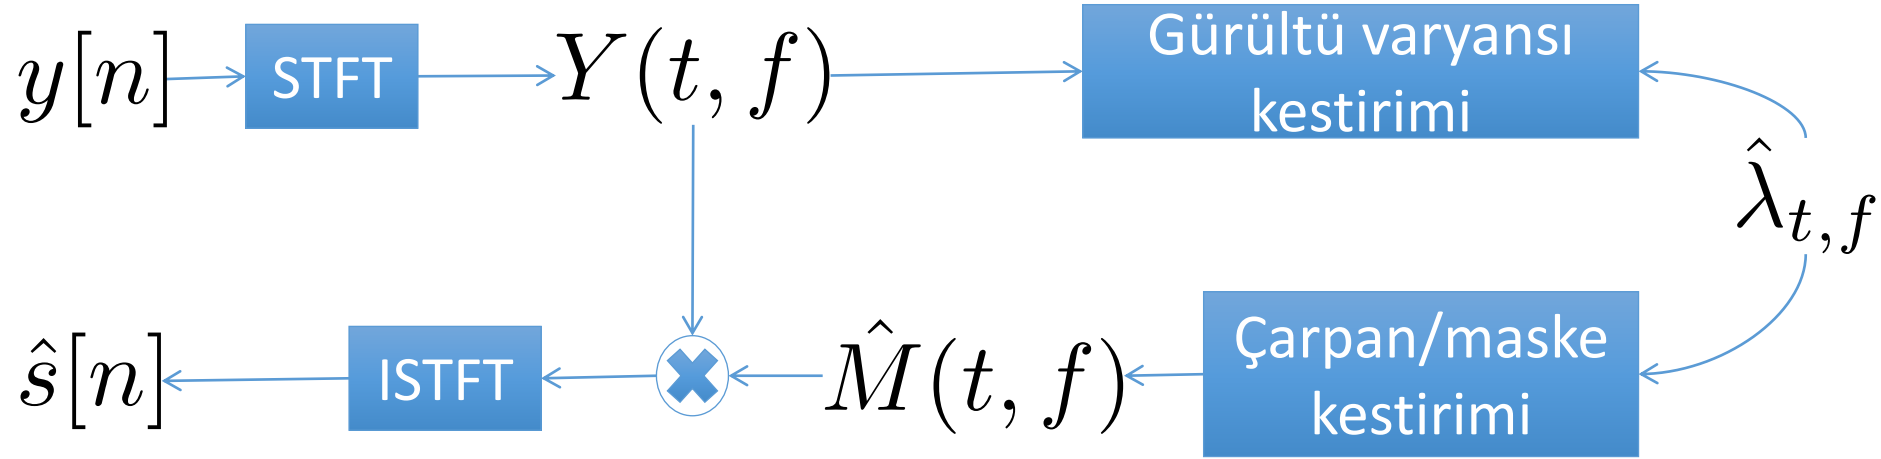 y[n]
STFT
Y(t, f)
Gürültü varyansı
kestirimi
λ̂t,f
Çarpan/maske
kestirimi
M̂(t, f)
ISTFT
ŝ[n]